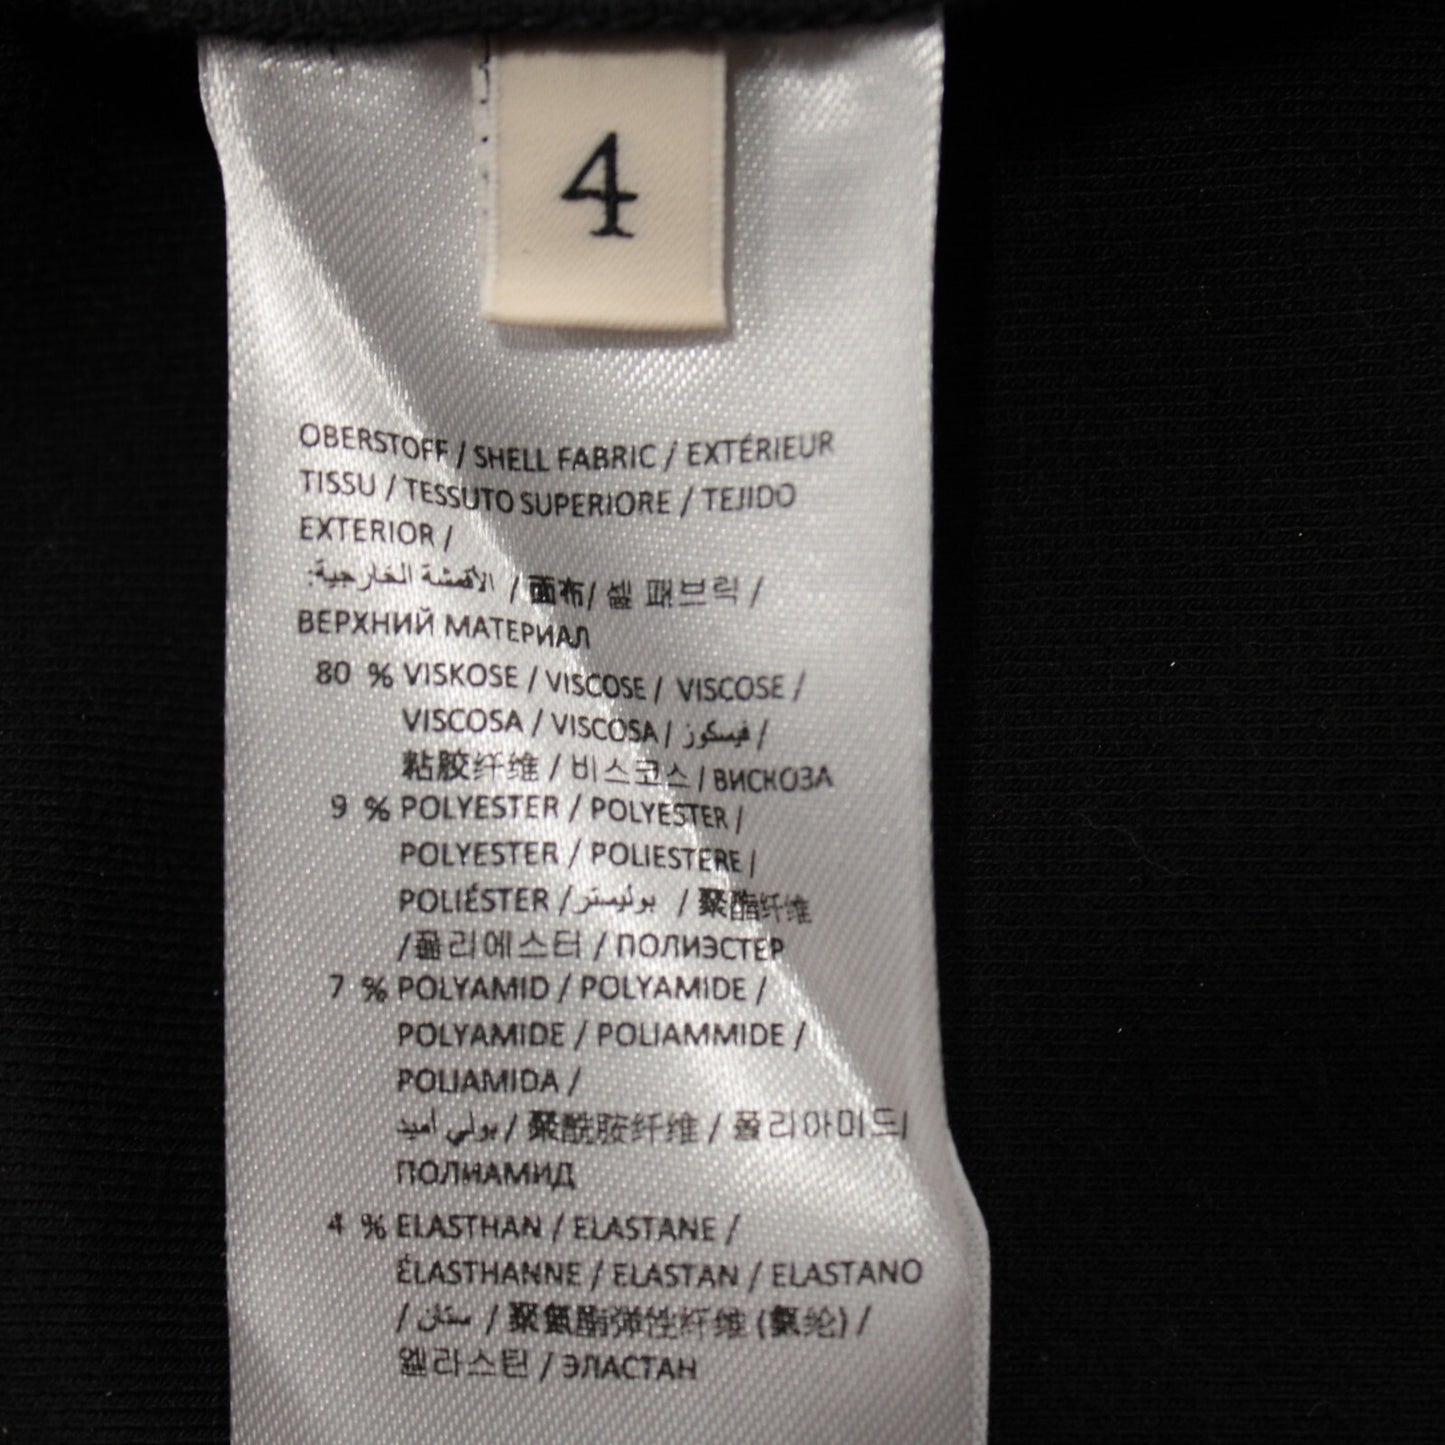 4
OBERSTOFF / SHELL FABRIC / EXTÉRIEUR
TISSU / TESSUTO SUPERIORE / TEJIDO
EXTERIOR /
الأقمشة الخارجية: / 面布/ 쉘 패브릭 /
ВЕРХНИЙ МАТЕРИАЛ
80 % VISKOSE / VISCOSE / VISCOSE /
VISCOSA / VISCOSA / فيسكوز /
粘胶纤维 / 비스코스 / ВИСКОЗА
9 % POLYESTER / POLYESTER /
POLYESTER / POLIESTERE /
POLIÉSTER / بوليستر / 聚酯纤维
/폴리에스터 / ПОЛИЭСТЕР
7 % POLYAMID / POLYAMIDE /
POLYAMIDE / POLIAMMIDE /
POLIAMIDA /
بولي أميد / 聚酰胺纤维 / 폴리아미드/
ПОЛИАМИД
4 % ELASTHAN / ELASTANE /
ÉLASTHANNE / ELASTAN / ELASTANO
/ ستان / 聚氨酯弹性纤维 (氨纶) /
엘라스틴 / ЭЛАСТАН